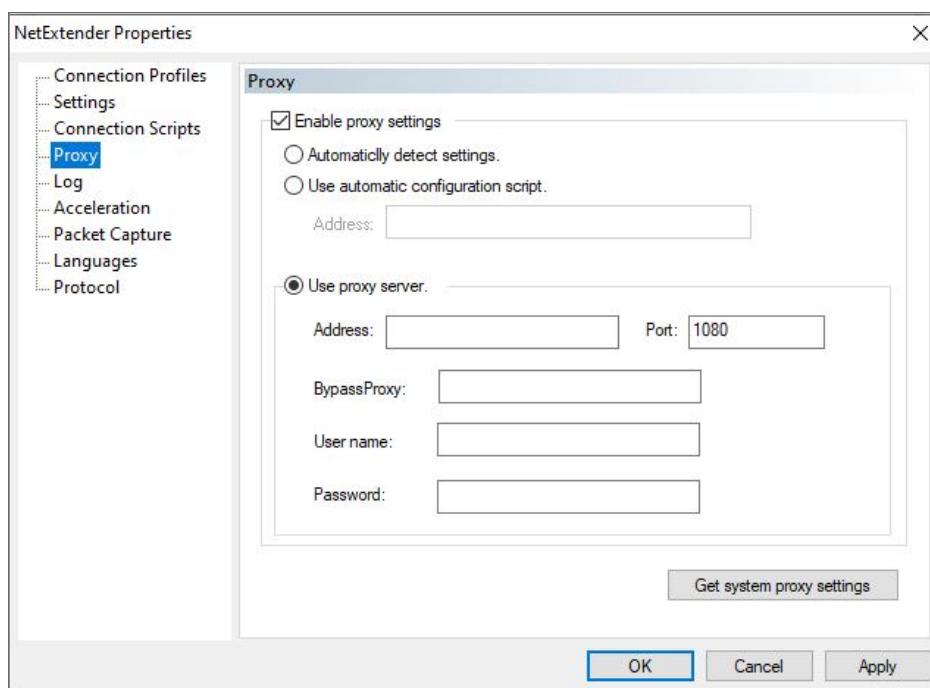 NetExtender Properties
Connection Profiles
Settings
Connection Scripts
Proxy
Log
Acceleration
Packet Capture
Languages
Protocol
Proxy
Enable proxy settings
Automaticlly detect settings.
Use automatic configuration script.
Address:
Use proxy server.
Address:
Port: 1080
BypassProxy:
User name:
Password:
Get system proxy settings
OK Cancel Apply